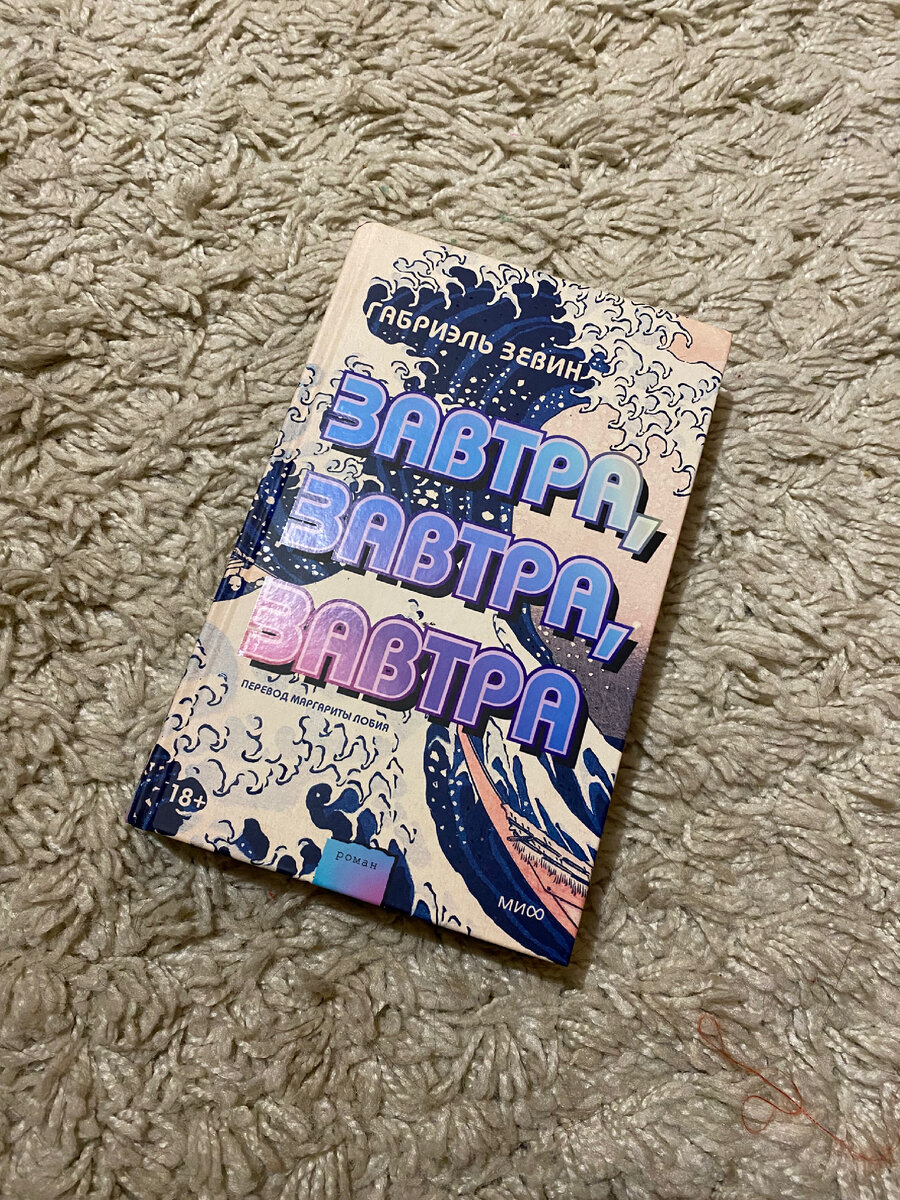 ГАБРИЭЛЬ ЗЕВИН
ЗАВТРА,
ЗАВТРА,
ЗАВТРА
ПЕРЕВОД МАРГАРИТЫ ЛОБИЯ
18+
роман
МИФ